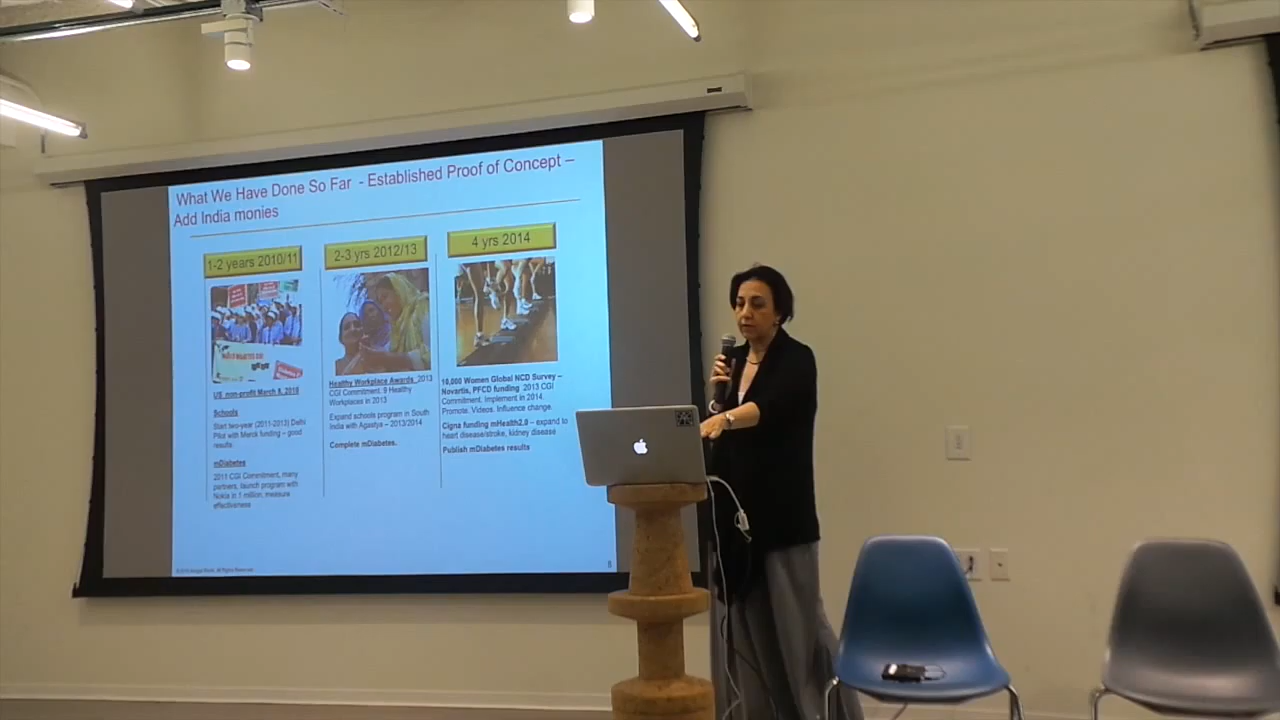 What We Have Done So Far - Established Proof of Concept –
Add India monies
1-2 years 2010/11
US non-profit March 8, 2010
Schools
Start two-year (2011-2013) Delhi
Pilot with Merck funding – good
results.
mDiabetes
2011 CGI Commitment, many
partners, launch program with
Nokia in 1 million, measure
effectiveness
2-3 yrs 2012/13
Healthy Workplace Awards 2013
CGI Commitment. 9 Healthy
Workplaces in 2013
Expand schools program in South
India with Agastya – 2013/2014
Complete mDiabetes.
4 yrs 2014
10,000 Women Global NCD Survey –
Novartis, PFCD funding 2013 CGI
Commitment. Implement in 2014.
Promote. Videos. Influence change.
Cigna funding mHealth2.0 – expand to
heart disease/stroke, kidney disease
Publish mDiabetes results
All Rights Reserved